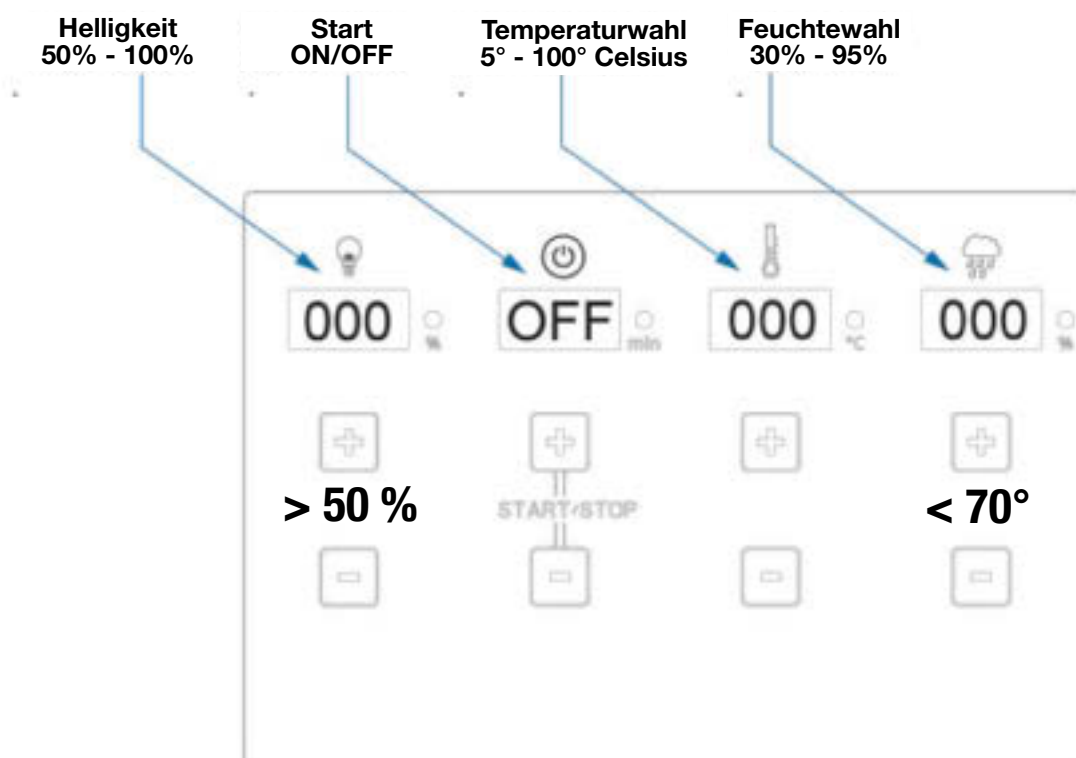 Helligkeit
50% - 100%
Start
ON/OFF
Temperaturwahl
5° - 100° Celsius
Feuchtewahl
30% - 95%
000
%
OFF
min
000
°C
000
%
> 50 %
START/STOP
< 70°